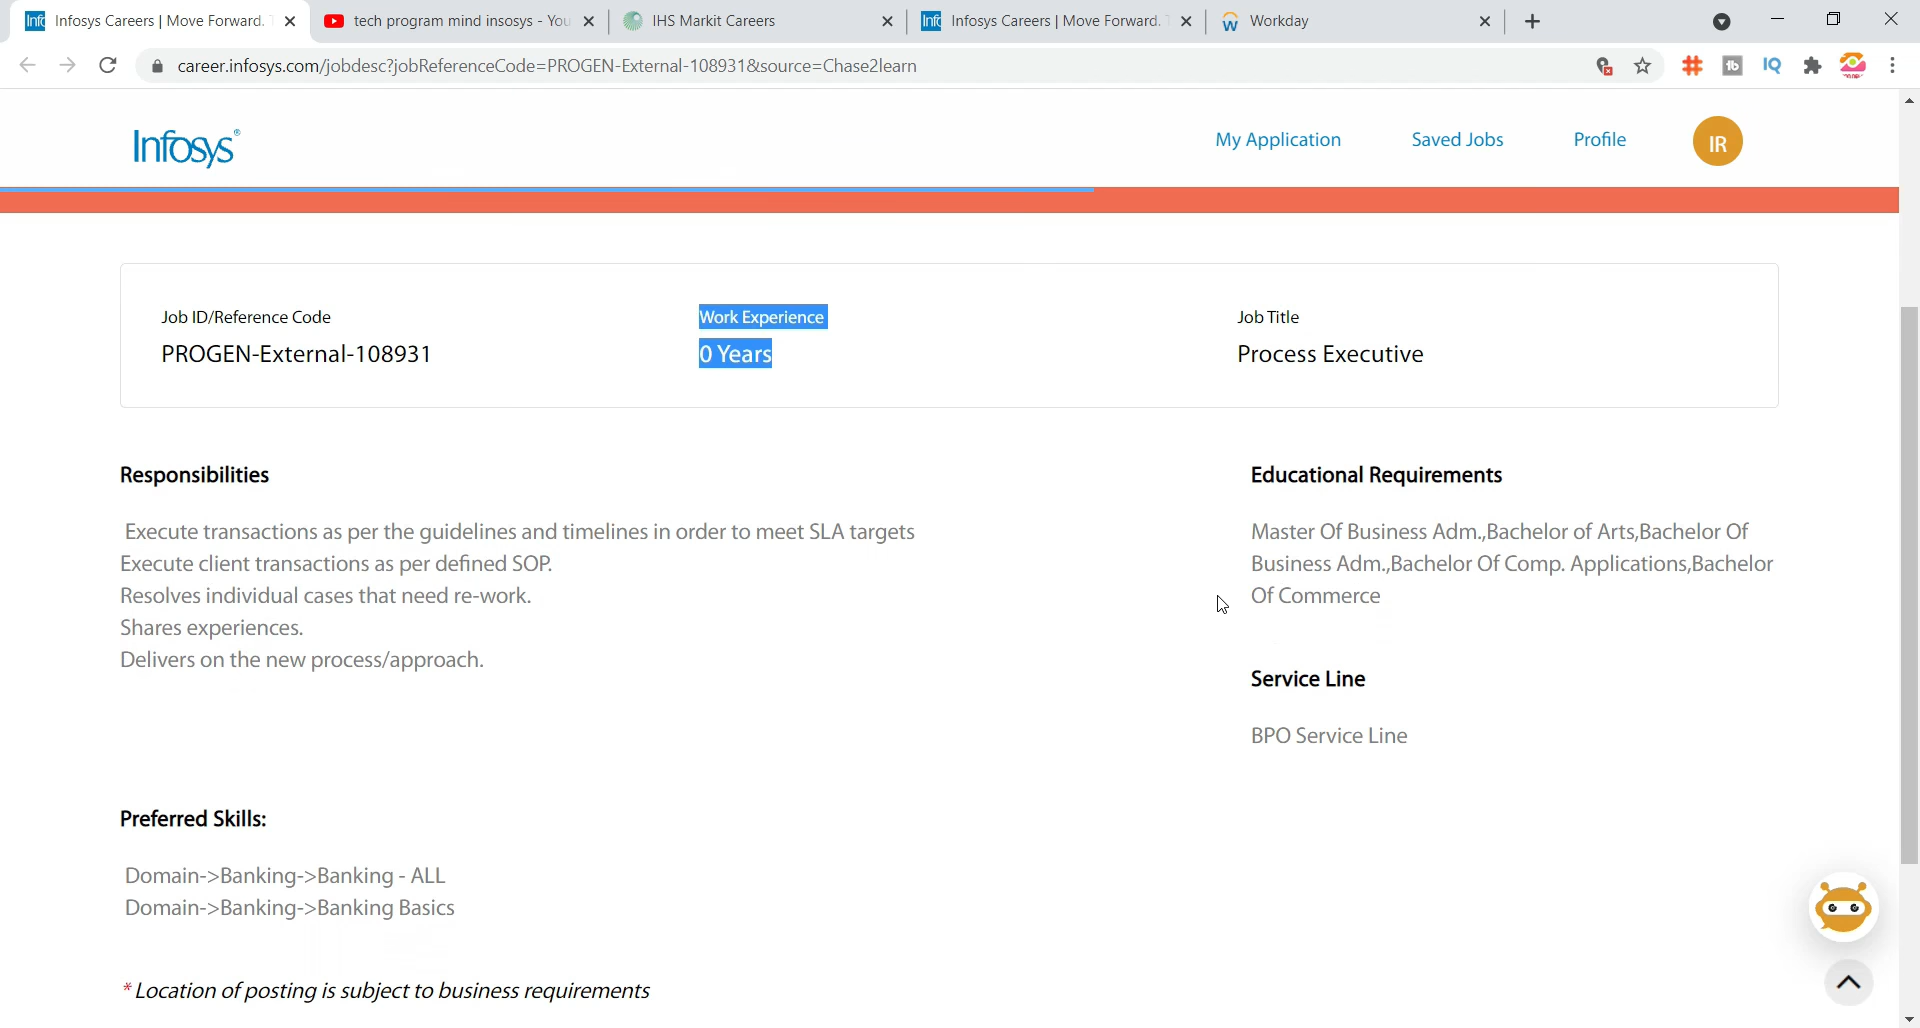 Infosys Careers | Move Forward.
tech program mind insosys - You
IHS Markit Careers
Infosys Careers | Move Forward. T
Workday
career.infosys.com/jobdesc?jobReferenceCode=PROGEN-External-108931&source=Chase2learn
Infosys®
My Application
Saved Jobs
Profile
IR
Job ID/Reference Code
PROGEN-External-108931
Work Experience
0 Years
Job Title
Process Executive
Responsibilities
Execute transactions as per the guidelines and timelines in order to meet SLA targets
Execute client transactions as per defined SOP.
Resolves individual cases that need re-work.
Shares experiences.
Delivers on the new process/approach.
Educational Requirements
Master Of Business Adm.,Bachelor of Arts,Bachelor Of
Business Adm.,Bachelor Of Comp. Applications,Bachelor
Of Commerce
Service Line
BPO Service Line
Preferred Skills:
Domain->Banking->Banking - ALL
Domain->Banking->Banking Basics
* Location of posting is subject to business requirements